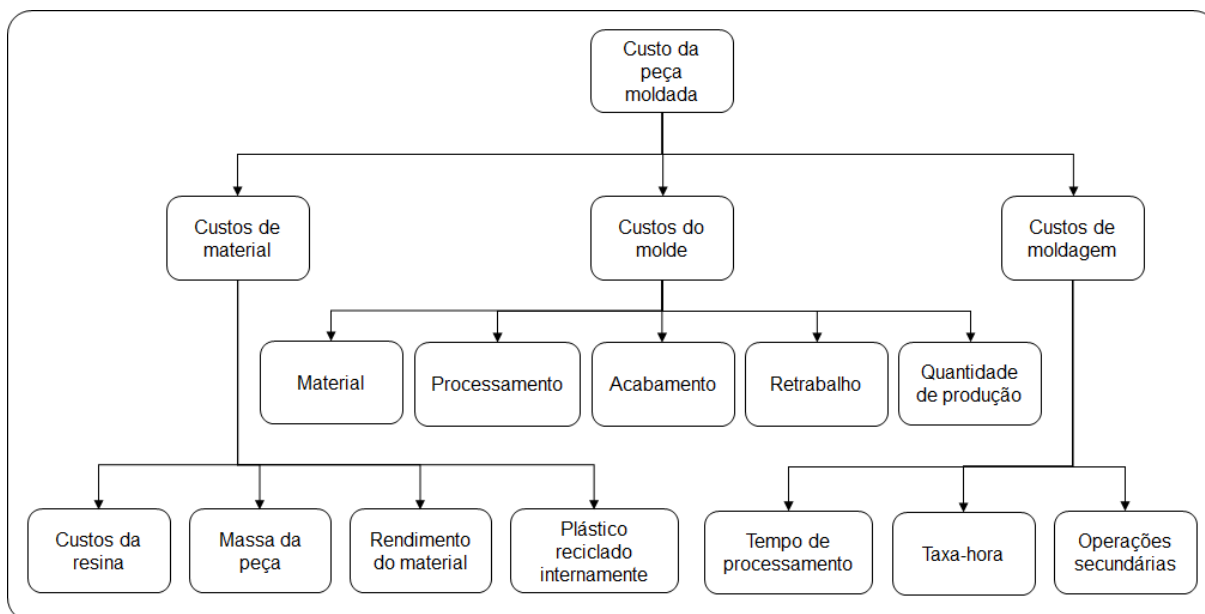 Custo da
peça
moldada
Custos de
material
Custos do
molde
Custos de
moldagem
Material
Processamento
Acabamento
Retrabalho
Quantidade
de produção
Custos da
resina
Massa da
peça
Rendimento
do material
Plástico
reciclado
internamente
Tempo de
processamento
Taxa-hora
Operações
secundárias